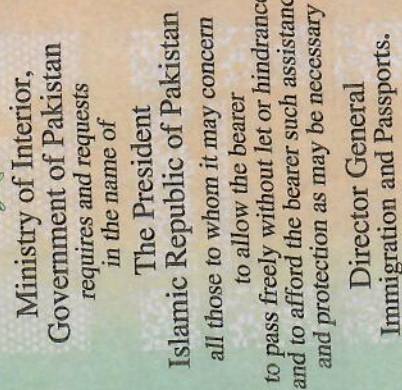 Ministry of Interior,
Government of Pakistan
requires and requests
in the name of
The President
Islamic Republic of Pakistan
all those to whom it may concern
to allow the bearer
to pass freely without let or hindrance
and to afford the bearer such assistanc
and protection as may be necessary
Director General
Immigration and Passports.